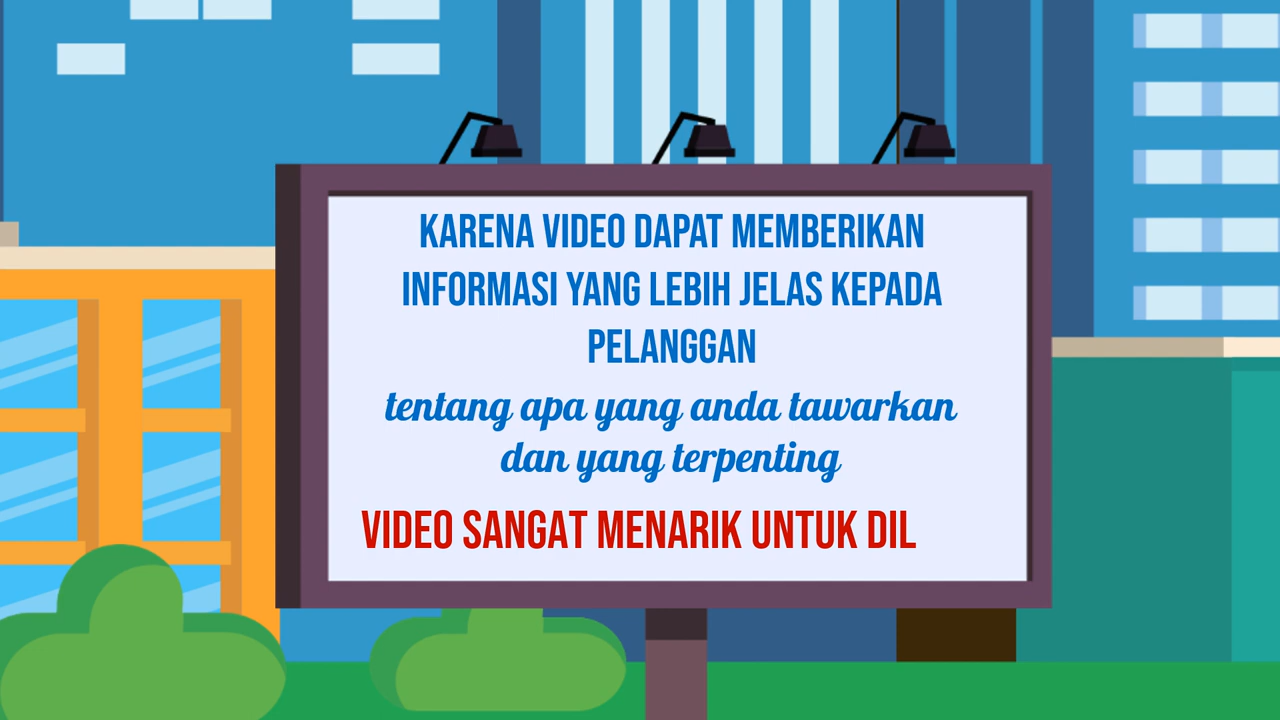 KARENA VIDEO DAPAT MEMBERIKAN
INFORMASI YANG LEBIH JELAS KEPADA
PELANGGAN
tentang apa yang anda tawarkan
dan yang terpenting
VIDEO SANGAT MENARIK UNTUK DIL